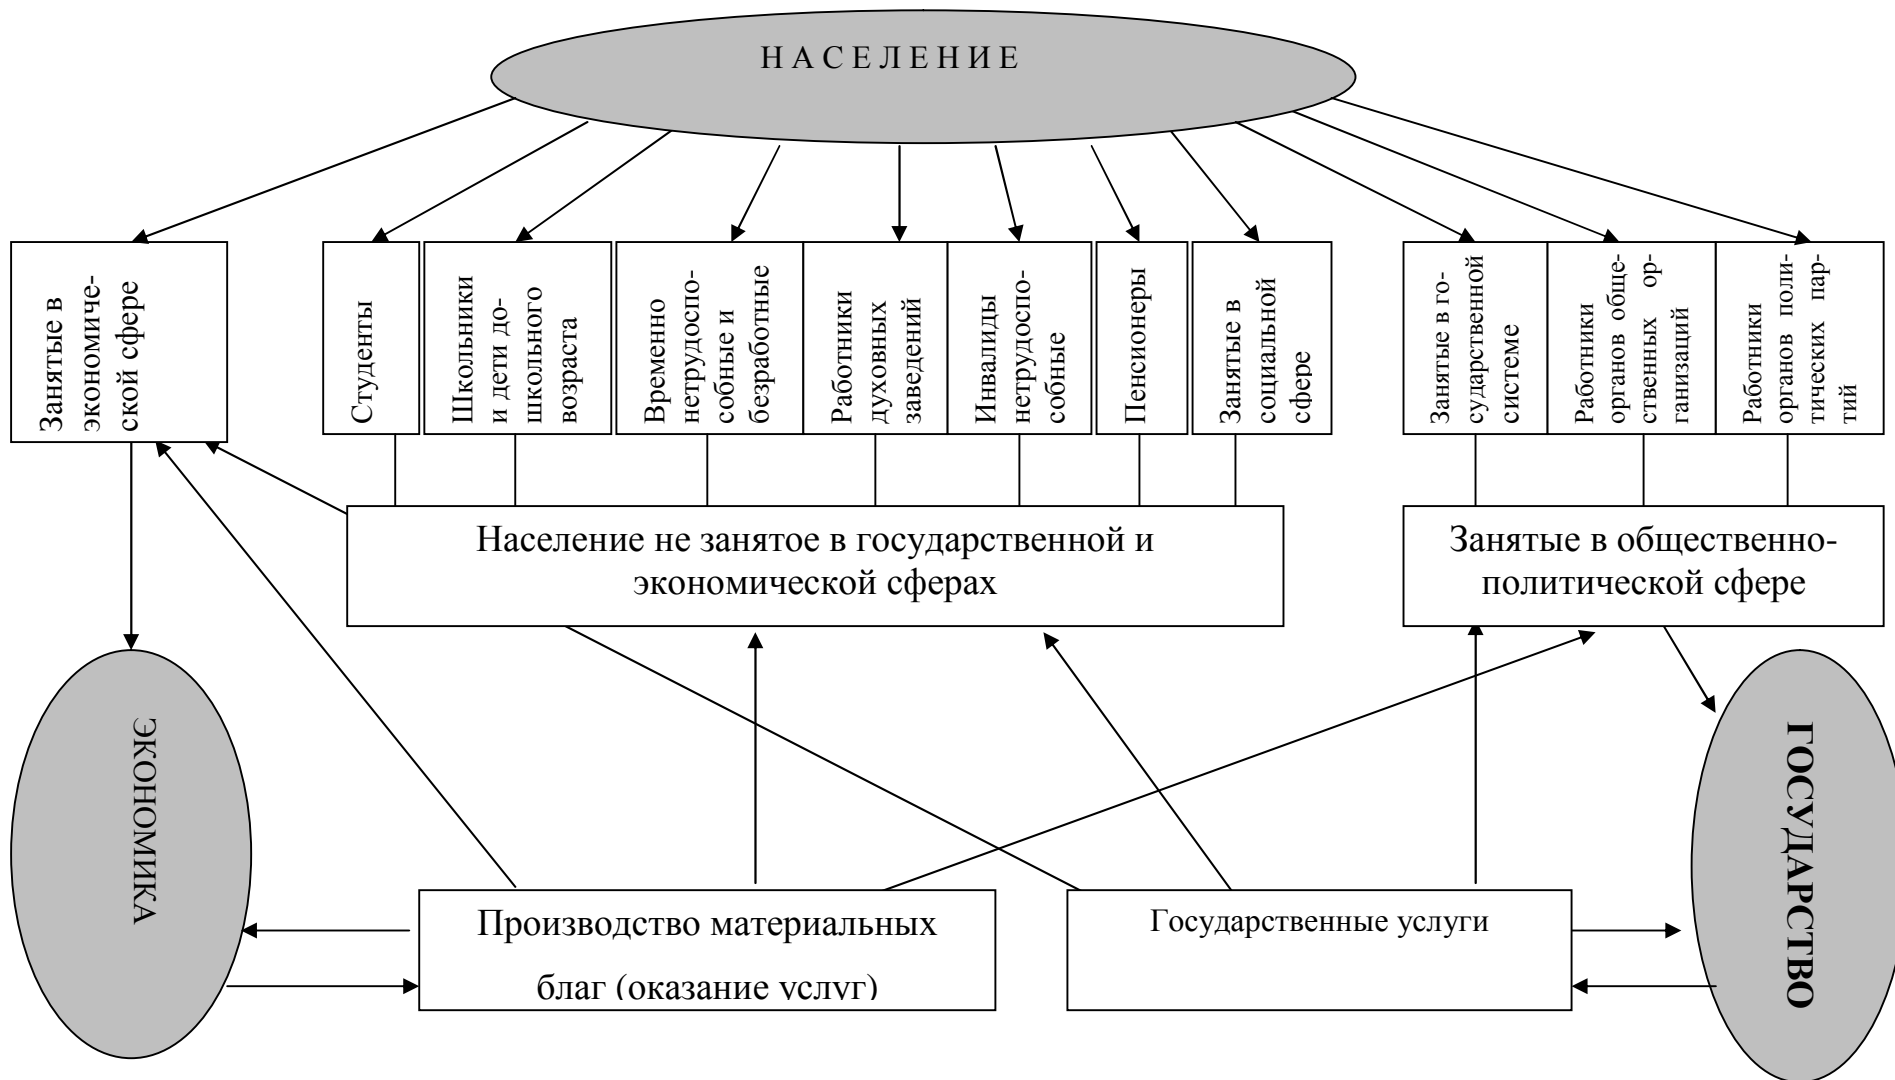 Н А С Е Л Е Н И Е
Занятые в
экономиче-
ской сфере
Студенты
Школьники
и дети до-
школьного
возраста
Временно
нетрудоспо-
собные и
безработные
Работники
духовных
заведений
Инвалиды
нетрудоспо-
собные
Пенсионеры
Занятые в
социальной
сфере
Занятые в го-
сударственной
системе
Работники
органов обще-
ственных ор-
ганизаций
Работники
органов поли-
тических пар-
тий
Население не занятое в государственной и
экономической сферах
Занятые в общественно-
политической сфере
ЭКОНОМИКА
ГОСУДАРСТВО
Производство материальных
благ (оказание услуг)
Государственные услуги